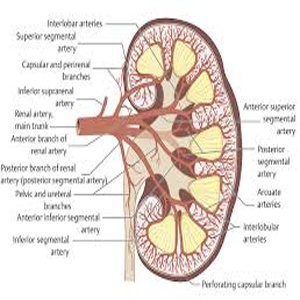 Interlobar arteries
Superior segmental
artery
Capsular and perirenal
branches
Inferior suprarenal
artery
Renal artery,
main trunk
Anterior branch of
renal artery
Posterior branch of renal
artery (posterior segmental artery)
Pelvic and ureteral
branches
Anterior inferior segmental
artery
Inferior segmental
artery
Anterior superior
segmental
artery
Posterior
segmental
artery
Arcuate
arteries
Interlobular
arteries
Perforating capsular branch